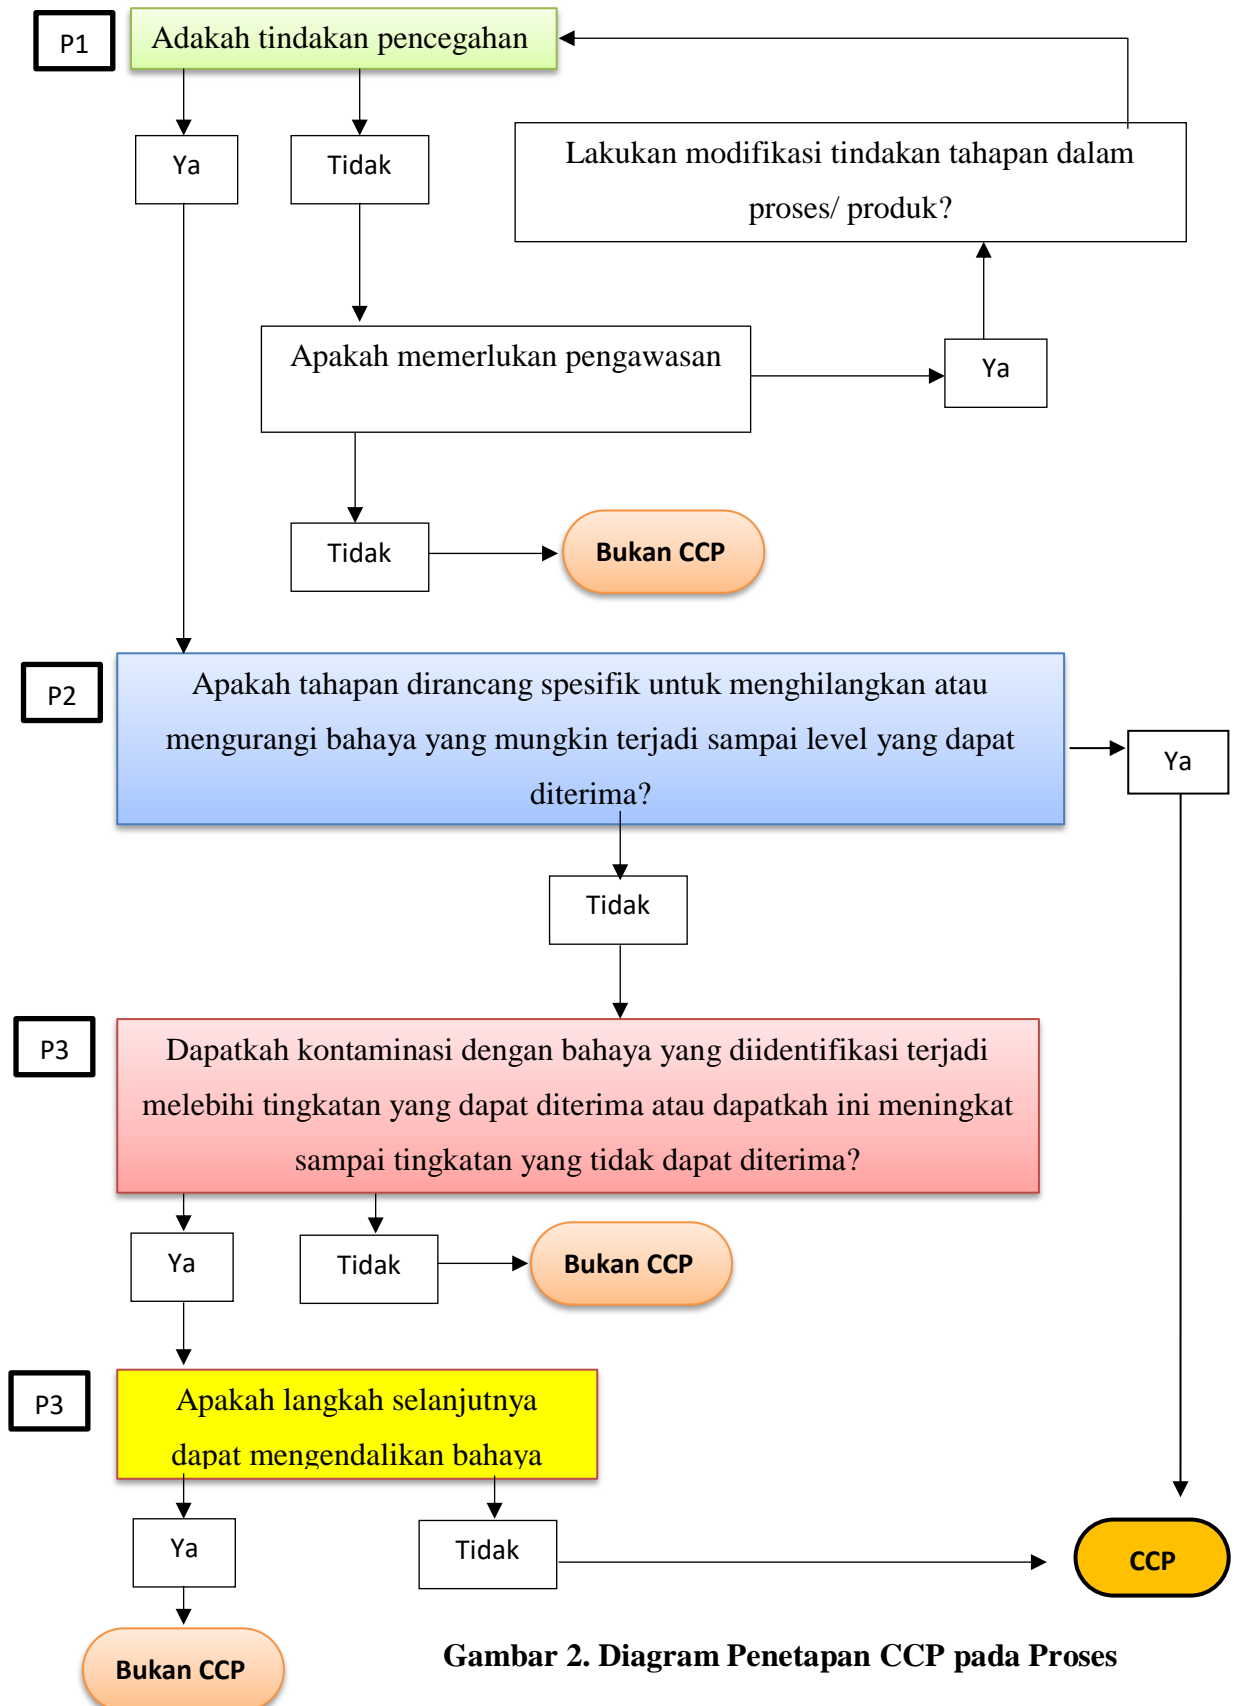 P1
Adakah tindakan pencegahan
Ya
Tidak
Lakukan modifikasi tindakan tahapan dalam
proses/ produk?
Apakah memerlukan pengawasan
Ya
Tidak
Bukan CCP
P2
Apakah tahapan dirancang spesifik untuk menghilangkan atau
mengurangi bahaya yang mungkin terjadi sampai level yang dapat
diterima?
Ya
Tidak
P3
Dapatkah kontaminasi dengan bahaya yang diidentifikasi terjadi
melebihi tingkatan yang dapat diterima atau dapatkah ini meningkat
sampai tingkatan yang tidak dapat diterima?
Ya
Tidak
Bukan CCP
P3
Apakah langkah selanjutnya
dapat mengendalikan bahaya
Ya
Tidak
CCP
Bukan CCP
Gambar 2. Diagram Penetapan CCP pada Proses